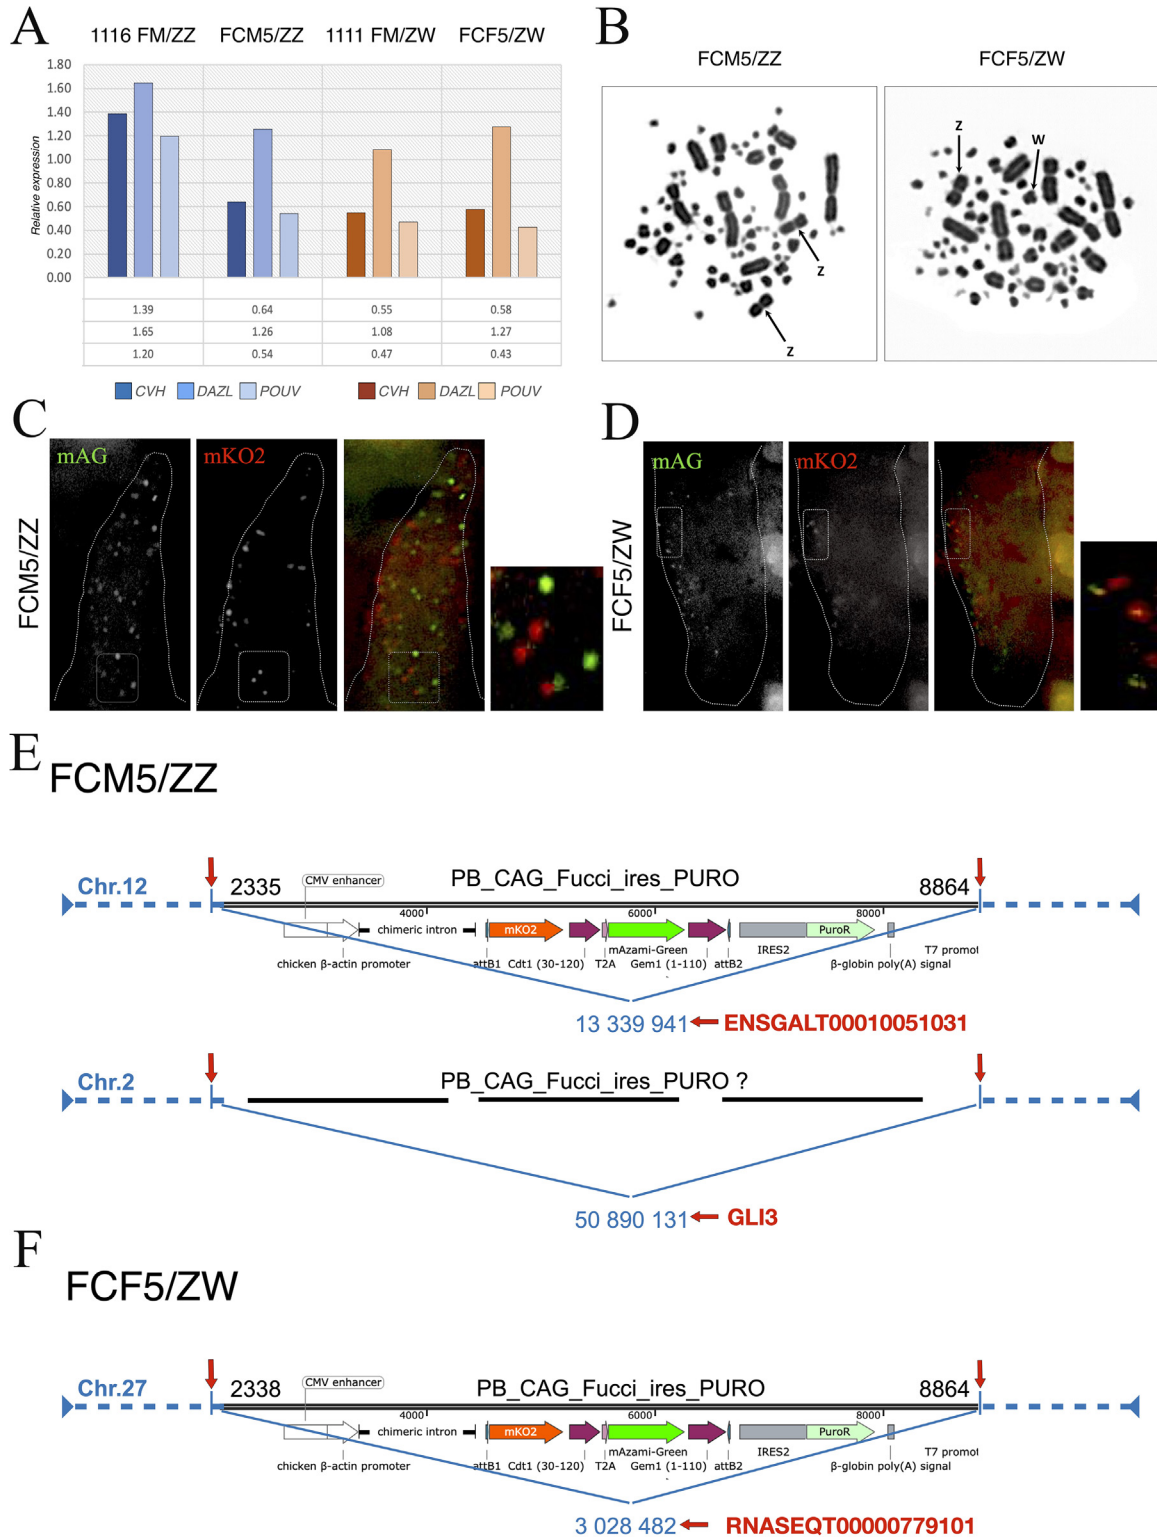 A
1116 FM/ZZ FCM5/ZZ 1111 FM/ZW FCF5/ZW
Relative expression
1.80
1.60
1.40
1.20
1.00
0.80
0.60
0.40
0.20
0.00
1.39 0.64 0.55 0.58
1.65 1.26 1.08 1.27
1.20 0.54 0.47 0.43
CVH DAZL POUV CVH DAZL POUV
B
FCM5/ZZ FCF5/ZW
Z
Z
Z
W
C
FCM5/ZZ
mAG mKO2
D
FCF5/ZW
mAG mKO2
E
FCM5/ZZ
Chr.12 2335 CMV enhancer PB_CAG_Fucci_ires_PURO 8864
4000 6000 8000
chimeric intron mKO2 PuroR
mAzami-Green IRES2 T7 promot
chicken β-actin promoter attB1 Cdt1 (30-120) T2A Gem1 (1-110) attB2 β-globin poly(A) signal
13 339 941 ENSGALT00010051031
Chr.2 PB_CAG_Fucci_ires_PURO ?
50 890 131 GLI3
F
FCF5/ZW
Chr.27 2338 CMV enhancer PB_CAG_Fucci_ires_PURO 8864
4000 6000 8000
chimeric intron mKO2 PuroR
mAzami-Green IRES2 T7 promot
chicken β-actin promoter attB1 Cdt1 (30-120) T2A Gem1 (1-110) attB2 β-globin poly(A) signal
3 028 482 RNASEQT00000779101